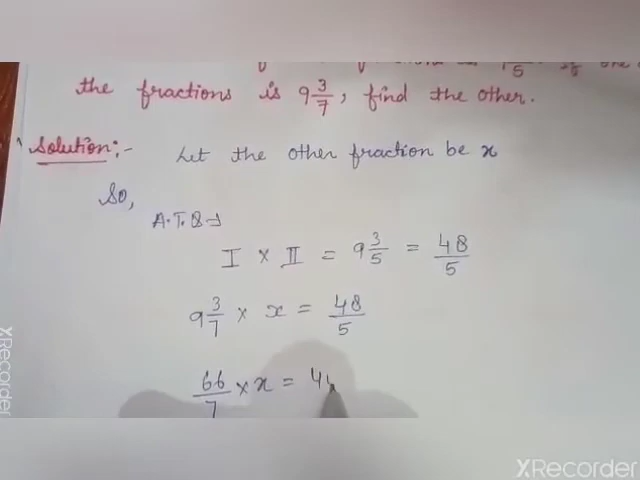 the fractions is 9 3/7, find the other.
Solution:- Let the other fraction be x
So,
A.T.Q→
I × II = 9 3/5 = 48/5
9 3/7 × x = 48/5
66/7 × x = 4
XRecorder
XRecorder